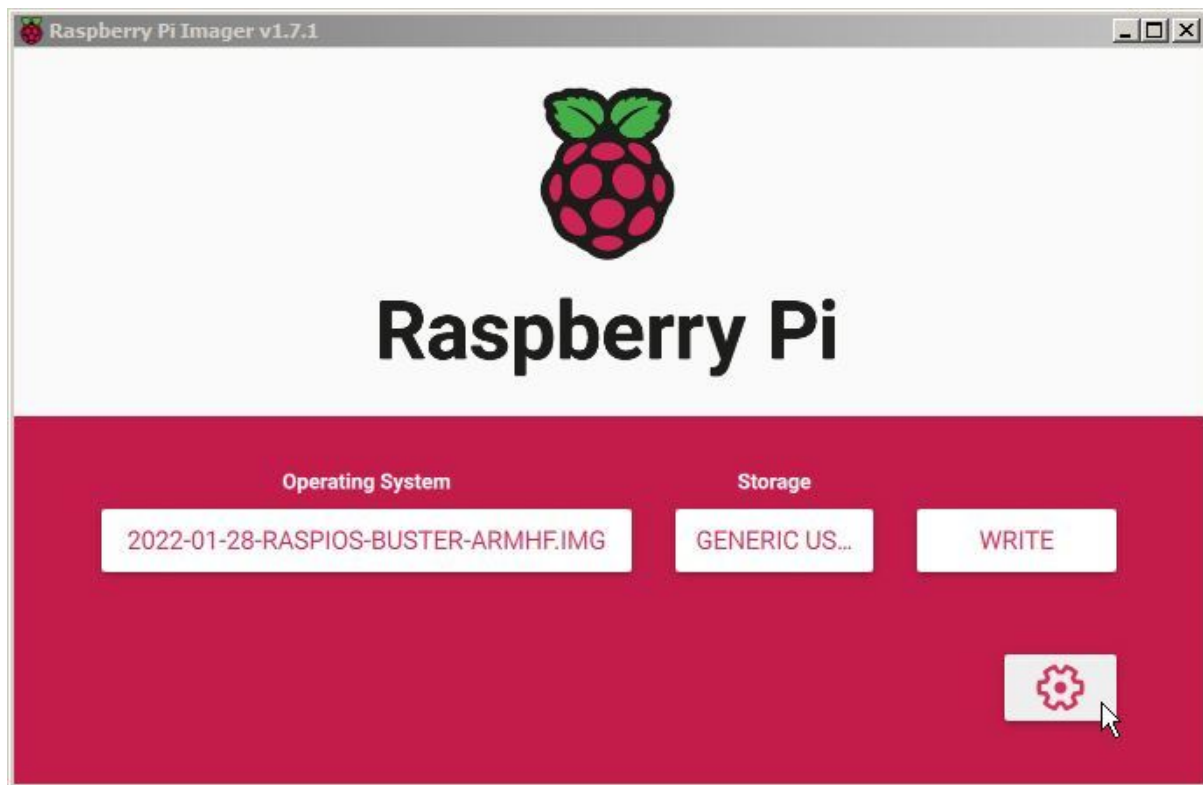 Raspberry Pi Imager v1.7.1
Raspberry Pi
Operating System
Storage
2022-01-28-RASPIOS-BUSTER-ARMHF.IMG
GENERIC US...
WRITE